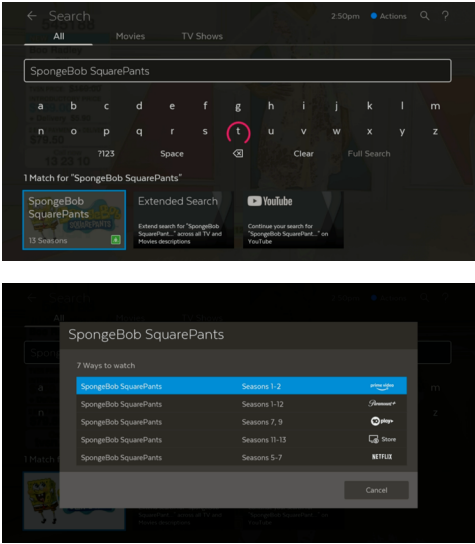 ← Search
2:50pm Actions ?
All Movies TV Shows
SpongeBob SquarePants
a b c d e f g h i j k l m
n o p q r s t u v w x y z
?123 Space Clear Full Search
1 Match for "SpongeBob SquarePants"
SpongeBob
SquarePants
13 Seasons
Extended Search
Extend search for "SpongeBob
SquarePant..." across all TV and
Movies descriptions
YouTube
Continue your search for
"SpongeBob SquarePant..." on
YouTube
SpongeBob SquarePants
7 Ways to watch
SpongeBob SquarePants Seasons 1-2 prime video
SpongeBob SquarePants Seasons 1-12 Paramount+
SpongeBob SquarePants Seasons 7, 9 10 play+
SpongeBob SquarePants Seasons 11-13 Store
SpongeBob SquarePants Seasons 5-7 NETFLIX
Cancel